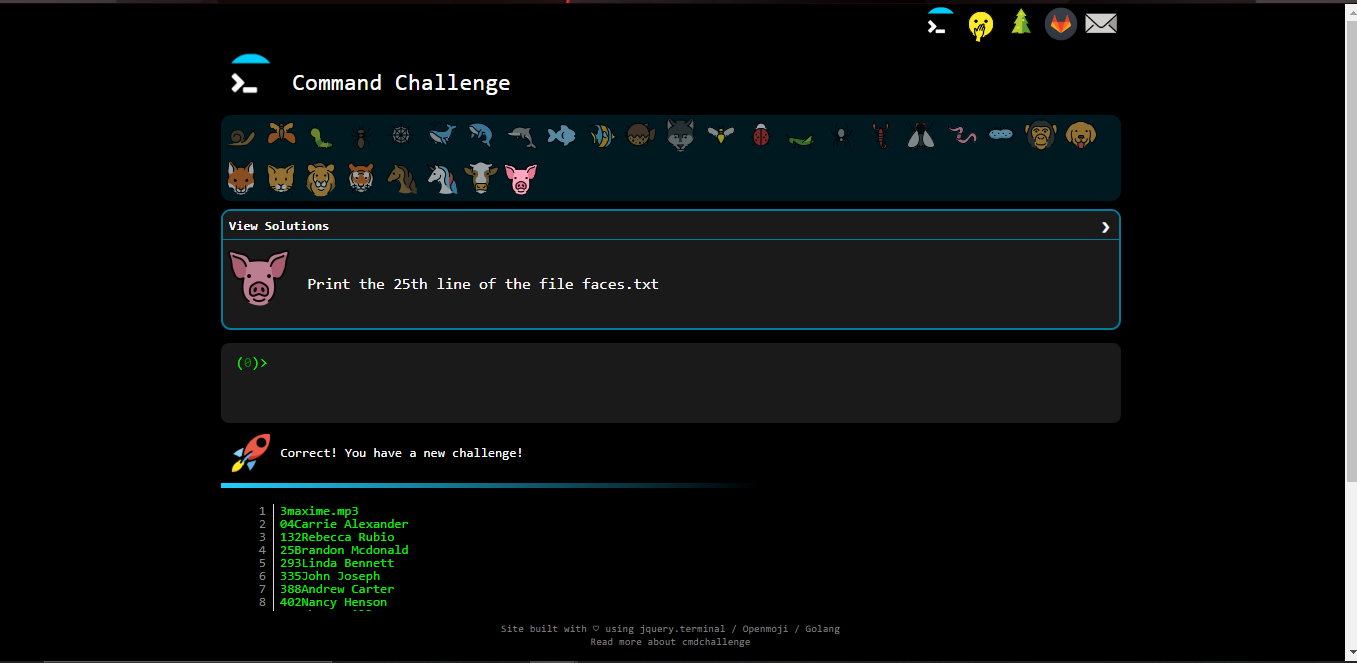 Command Challenge
View Solutions
Print the 25th line of the file faces.txt
(0)>
Correct! You have a new challenge!
1 3maxime.mp3
2 04Carrie Alexander
3 132Rebecca Rubio
4 25Brandon Mcdonald
5 293Linda Bennett
6 335John Joseph
7 388Andrew Carter
8 402Nancy Henson
Site built with ♡ using jquery.terminal / Openmoji / Golang
Read more about cmdchallenge